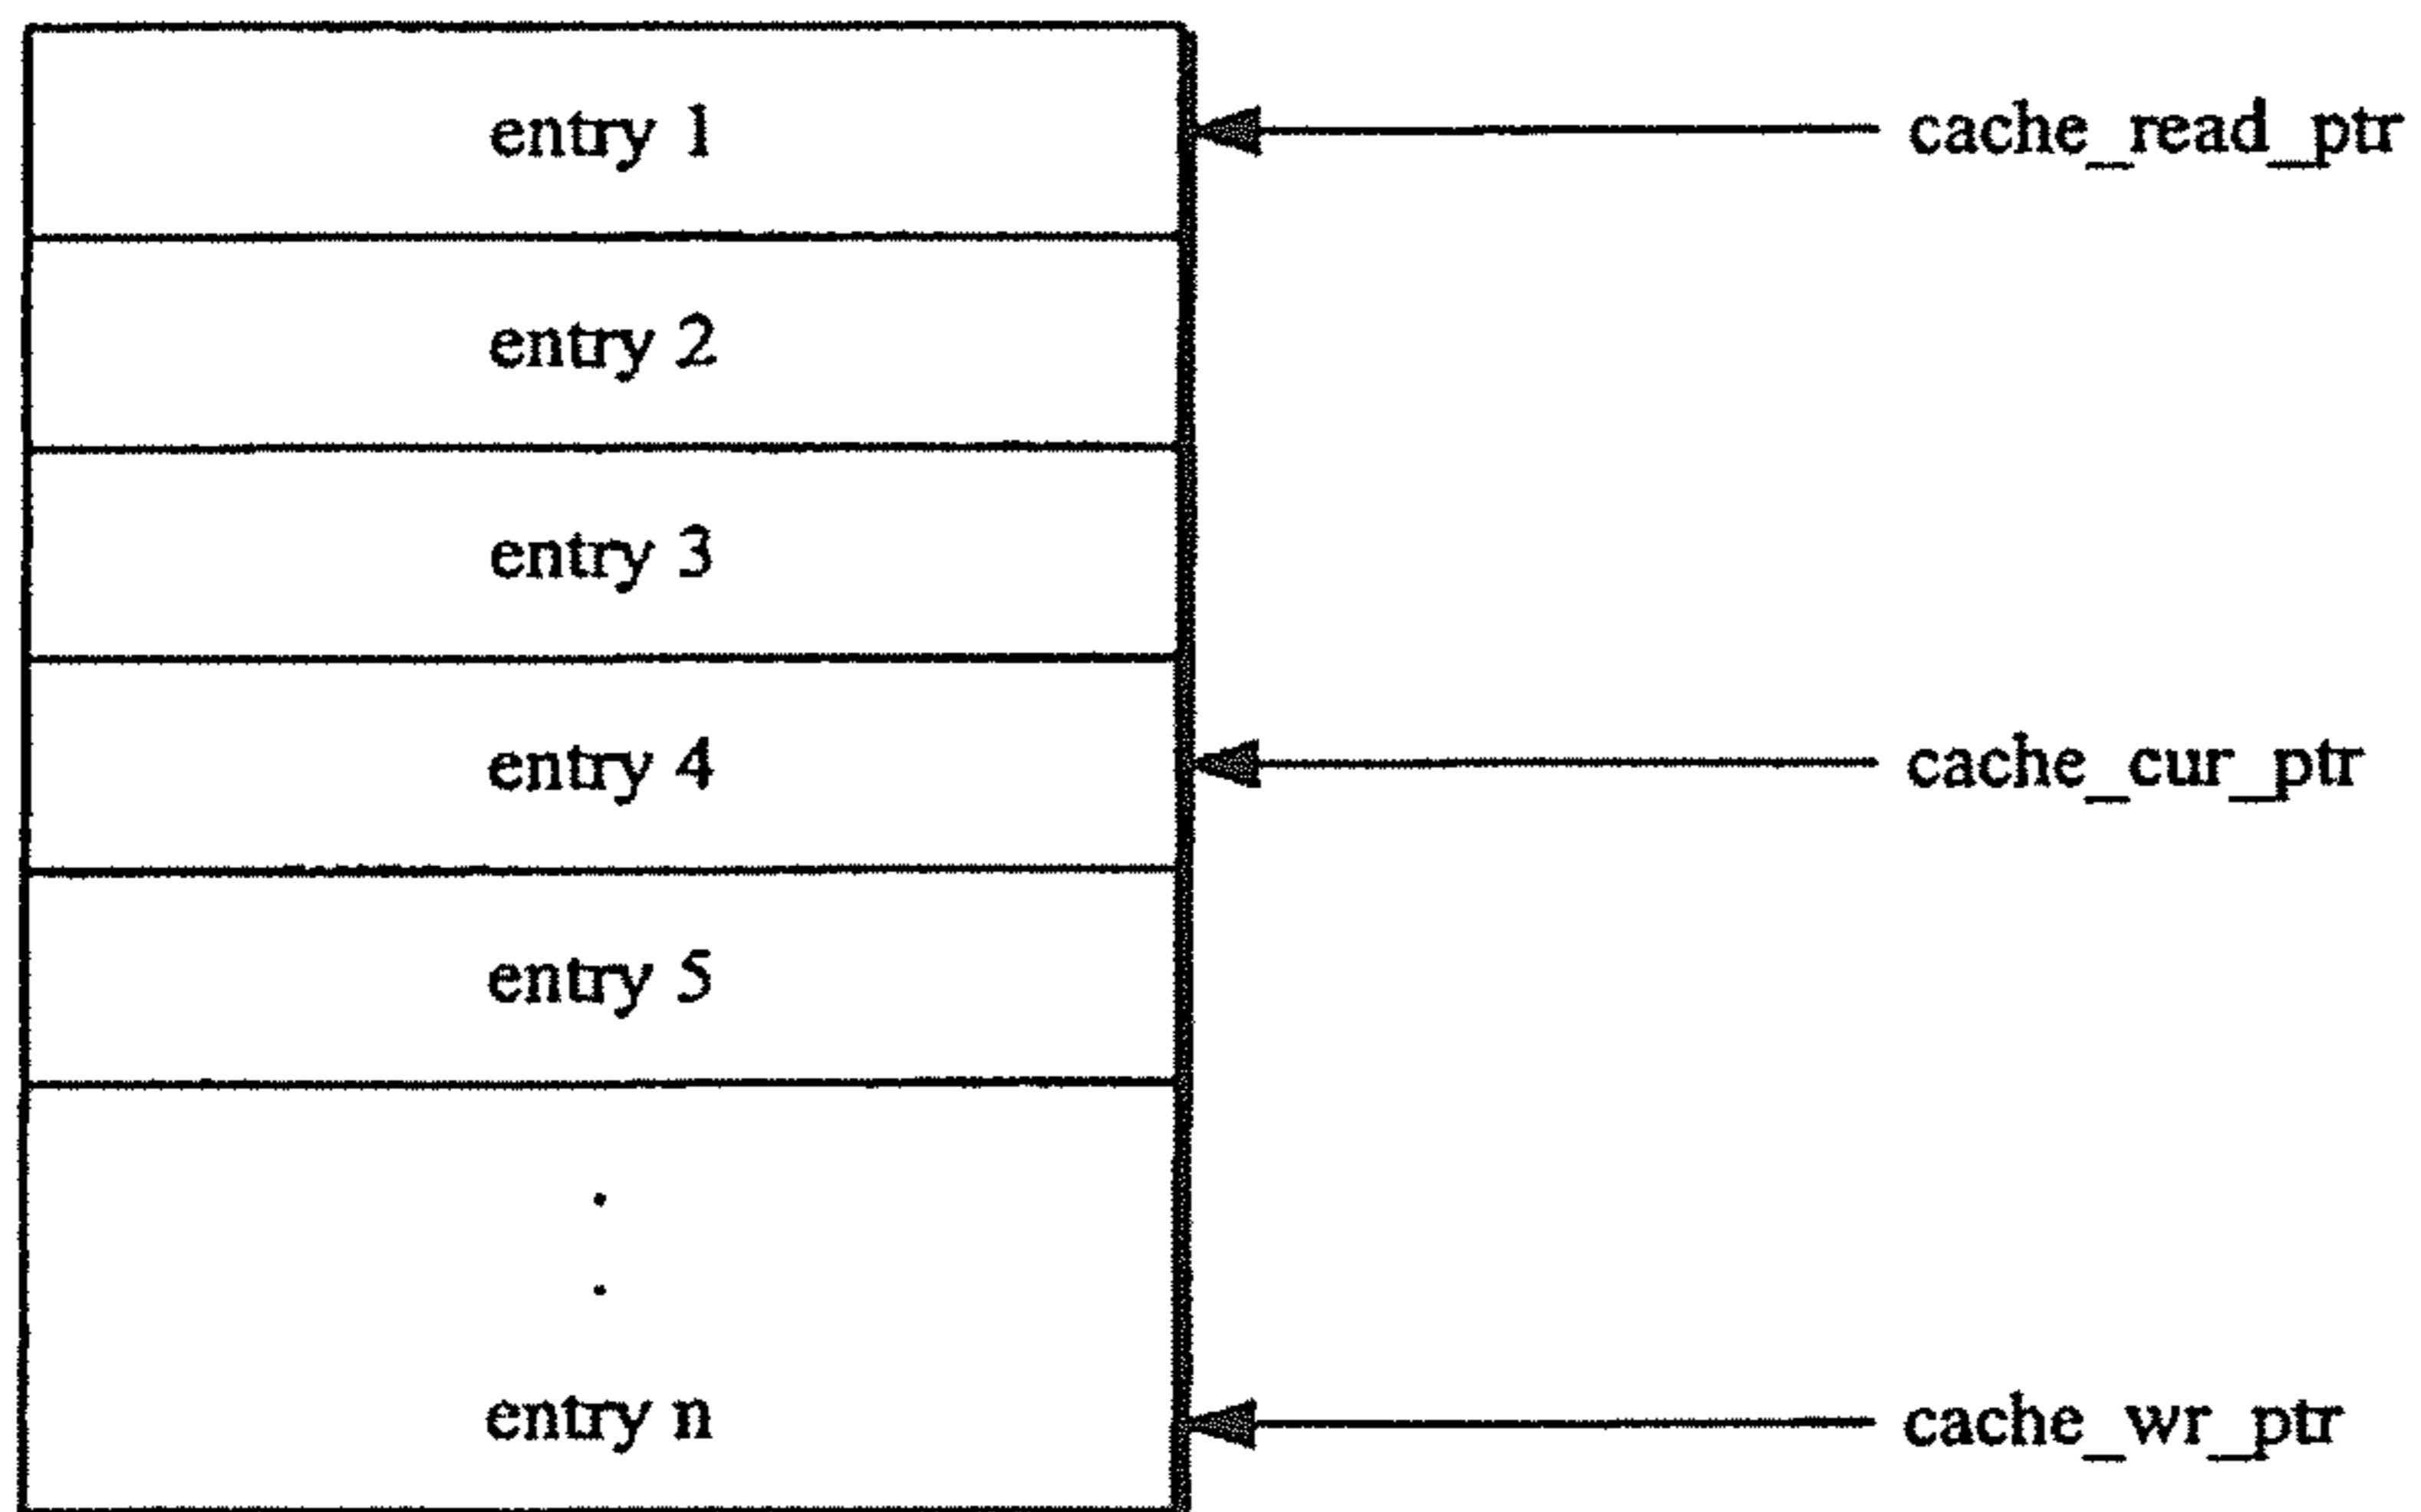 entry 1
cache_read_ptr
entry 2
entry 3
entry 4
cache_cur_ptr
entry 5
.
.
entry n
cache_wr_ptr